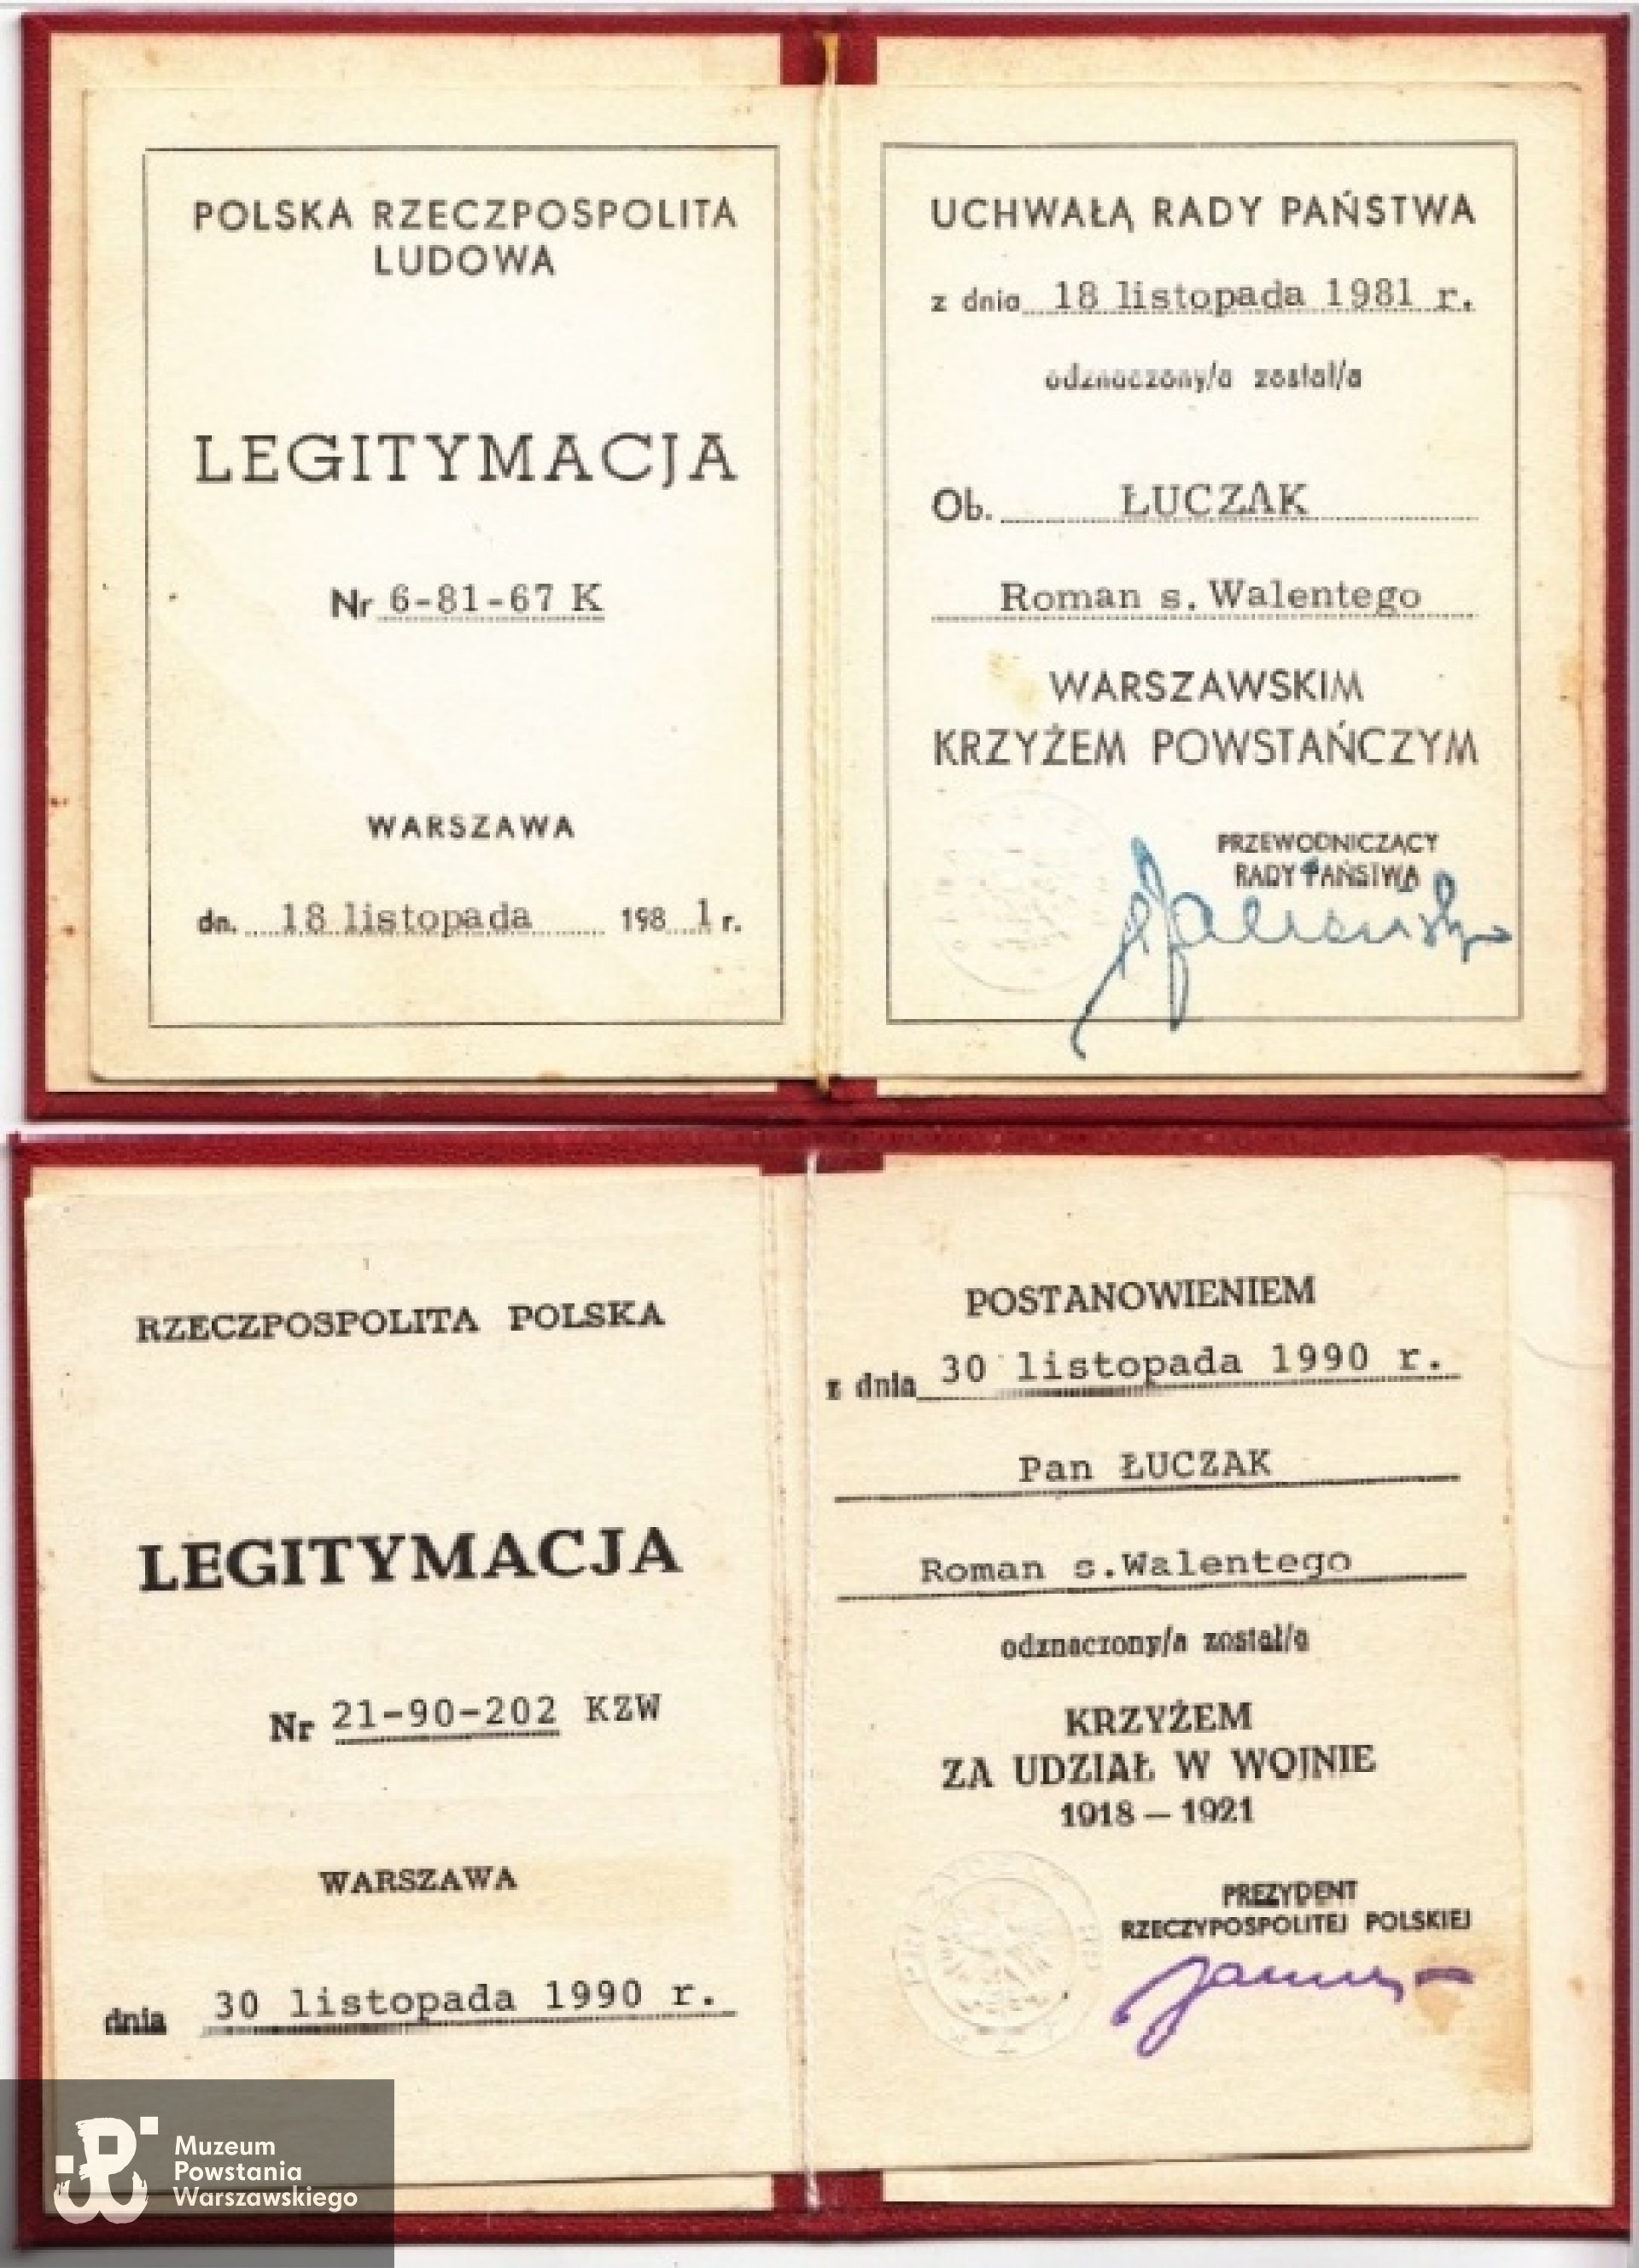 POLSKA RZECZPOSPOLITA
LUDOWA
LEGITYMACJA
Nr 6-81-67 K
WARSZAWA
dn. 18 listopada 1981 r.
UCHWAŁĄ RADY PAŃSTWA
z dnia 18 listopada 1981 r.
odznaczony/a został/a
Ob. ŁUCZAK
Roman s. Walentego
WARSZAWSKIM
KRZYŻEM POWSTAŃCZYM
PRZEWODNICZĄCY
RADY PAŃSTWA
RZECZPOSPOLITA POLSKA
LEGITYMACJA
Nr 21-90-202 KZW
WARSZAWA
dnia 30 listopada 1990 r.
POSTANOWIENIEM
z dnia 30 listopada 1990 r.
Pan ŁUCZAK
Roman s.Walentego
odznaczony/a został/a
KRZYŻEM
ZA UDZIAŁ W WOJNIE
1918 — 1921
PREZYDENT
RZECZYPOSPOLITEJ POLSKIEJ
Muzeum
Powstania
Warszawskiego